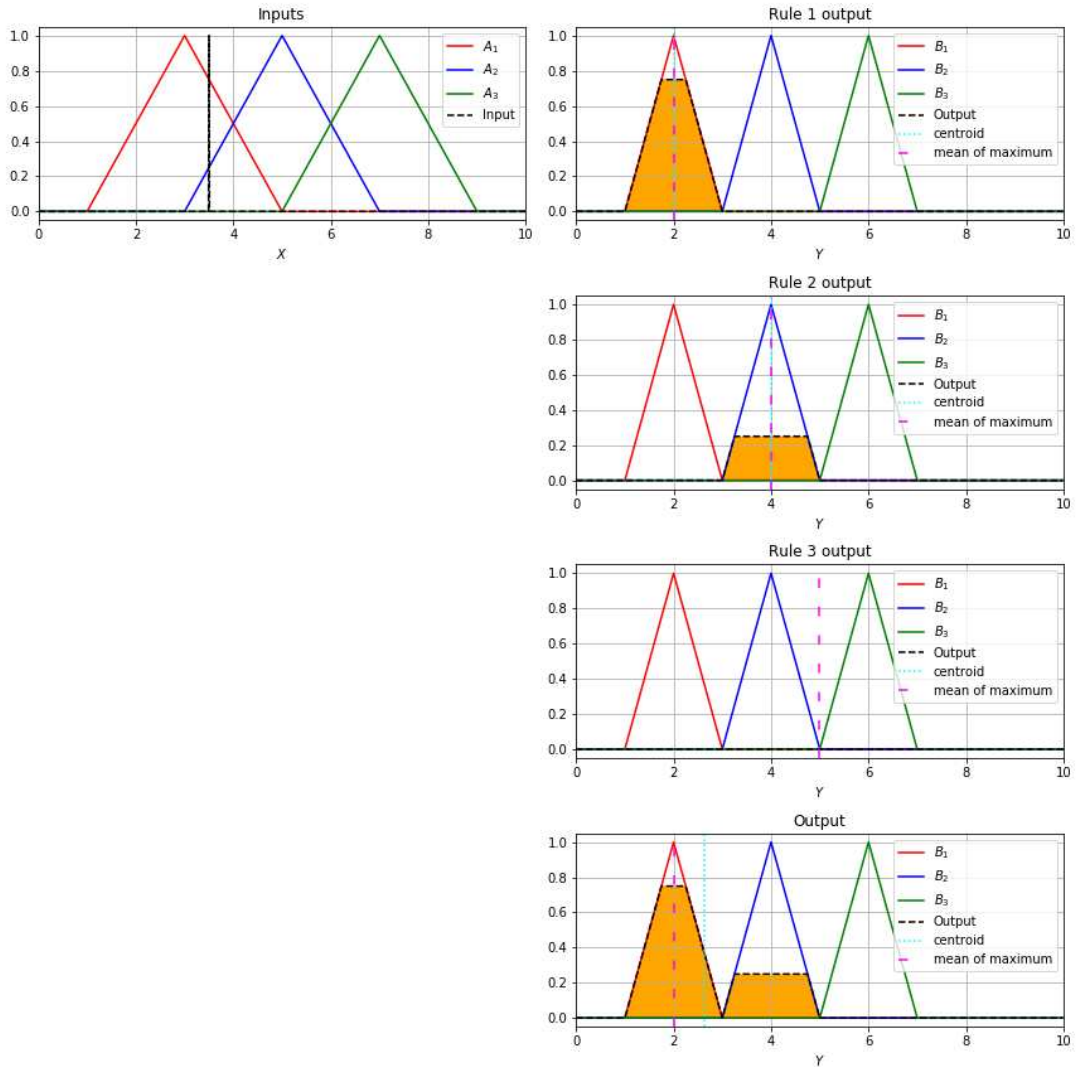 Inputs
1.0
0.8
0.6
0.4
0.2
0.0
0 2 4 6 8 10
X
A₁
A₂
A₃
Input
Rule 1 output
1.0
0.8
0.6
0.4
0.2
0.0
0 2 4 6 8 10
Y
B₁
B₂
B₃
Output
centroid
mean of maximum
Rule 2 output
1.0
0.8
0.6
0.4
0.2
0.0
0 2 4 6 8 10
Y
B₁
B₂
B₃
Output
centroid
mean of maximum
Rule 3 output
1.0
0.8
0.6
0.4
0.2
0.0
0 2 4 6 8 10
Y
B₁
B₂
B₃
Output
centroid
mean of maximum
Output
1.0
0.8
0.6
0.4
0.2
0.0
0 2 4 6 8 10
Y
B₁
B₂
B₃
Output
centroid
mean of maximum